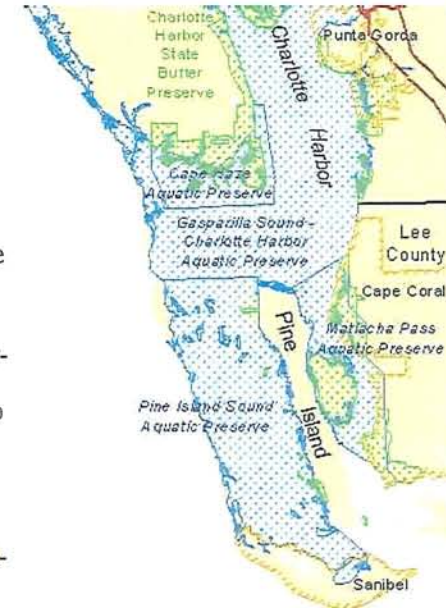 Charlotte
Harbor
State
Buffer
Preserve
Charlotte
Harbor
Punta Gorda
Cape Haze
Aquatic Preserve
Gasparilla Sound -
Charlotte Harbor
Aquatic Preserve
Lee
County
Cape Coral
Matlacha Pass
Aquatic Preserve
Pine
Island
Pine Island Sound
Aquatic Preserve
Sanibel
e
-
-